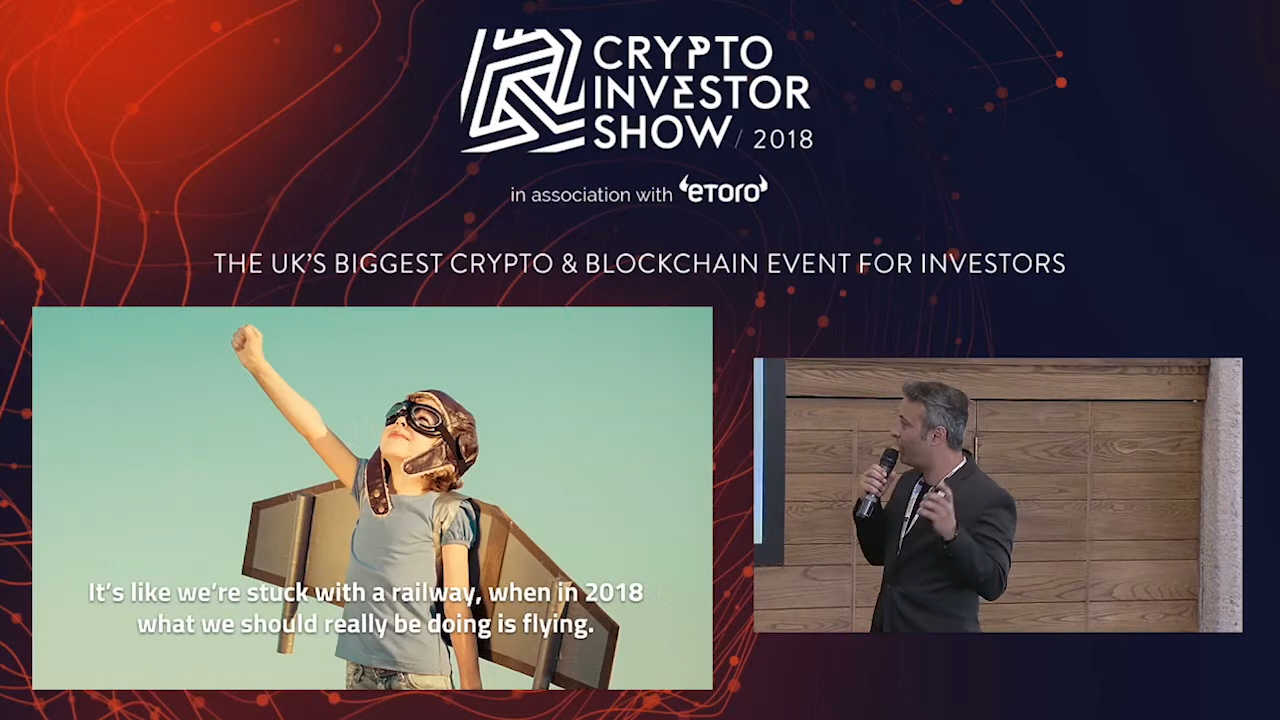 CRYPTO
INVESTOR
SHOW / 2018
in association with eToro
THE UK'S BIGGEST CRYPTO & BLOCKCHAIN EVENT FOR INVESTORS
It's like we're stuck with a railway, when in 2018
what we should really be doing is flying.